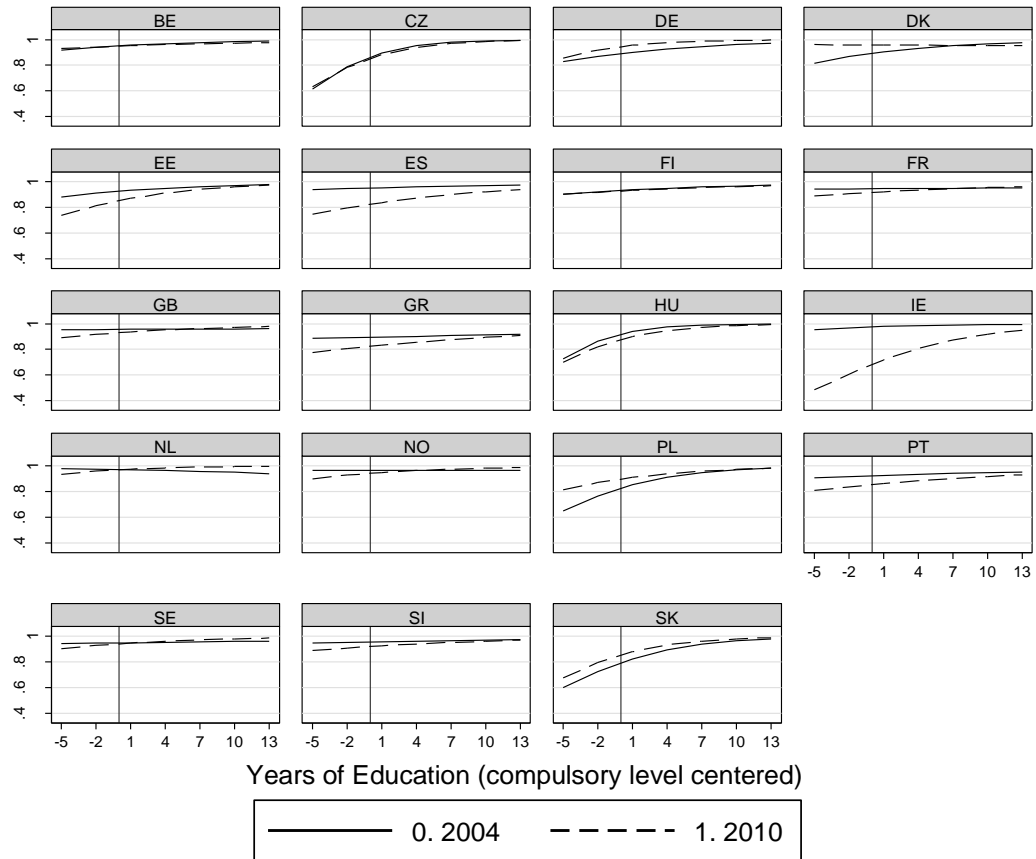 BE CZ DE DK
1
.8
.6
.4
EE ES FI FR
1
.8
.6
.4
GB GR HU IE
1
.8
.6
.4
NL NO PL PT
1
.8
.6
.4
-5 -2 1 4 7 10 13
SE SI SK
1
.8
.6
.4
-5 -2 1 4 7 10 13 -5 -2 1 4 7 10 13 -5 -2 1 4 7 10 13
Years of Education (compulsory level centered)
0. 2004 1. 2010